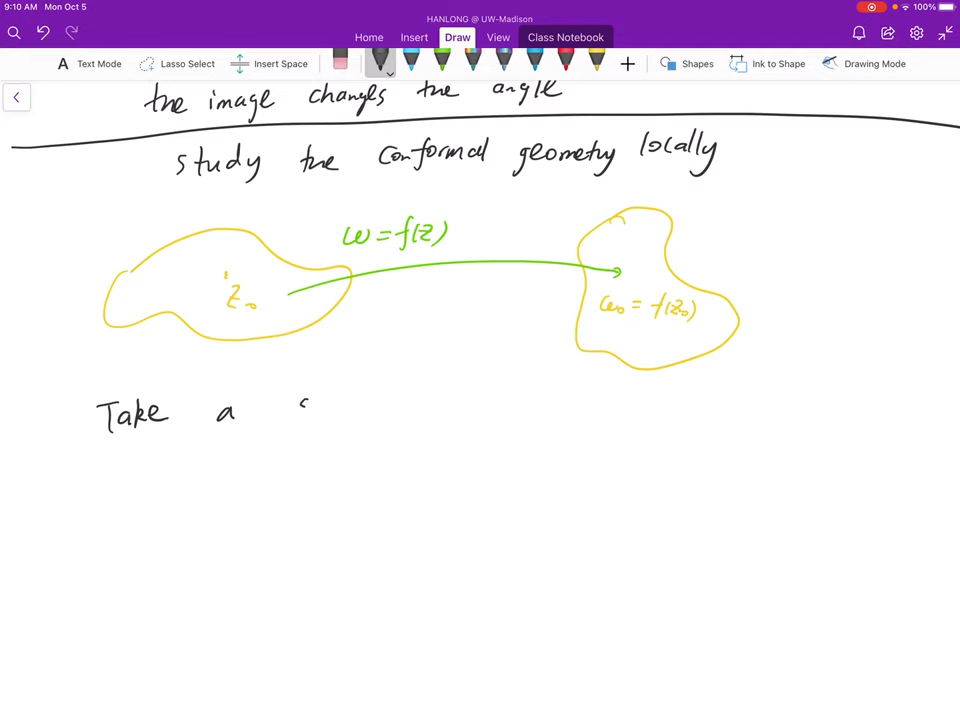 9:10 AM Mon Oct 5
100%
HANLONG @ UW-Madison
Home Insert Draw View Class Notebook
Text Mode Lasso Select Insert Space Shapes Ink to Shape Drawing Mode
the image changes the angle
study the conformal geometry locally
w = f(z)
z₀
w₀ = f(z₀)
Take a